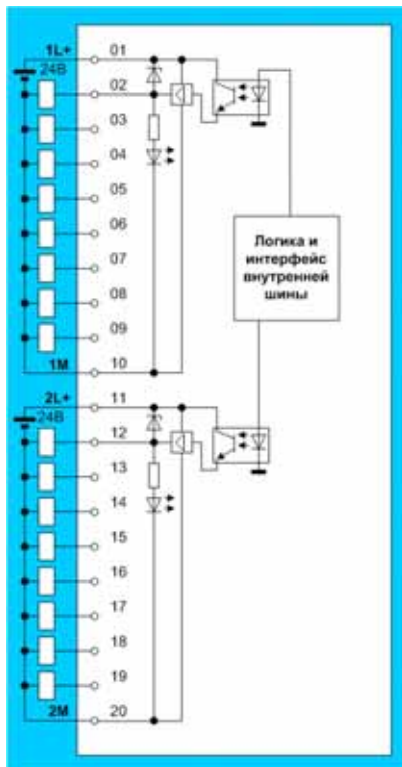 1L+ 01
24В
02
03
04
05
06
07
08
09
1M 10
Логика и
интерфейс
внутренней
шины
2L+ 11
24В
12
13
14
15
16
17
18
19
2M 20